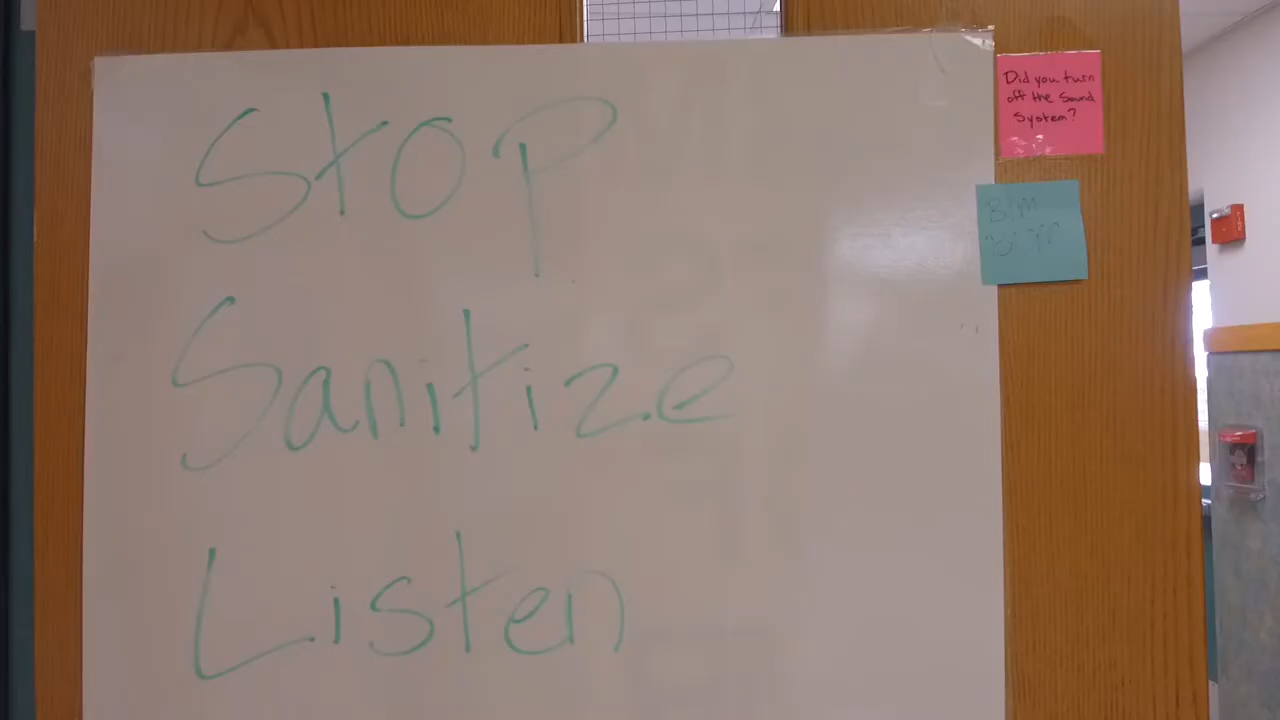 Stop
Sanitize
Listen
Did you turn
off the Sound
System?